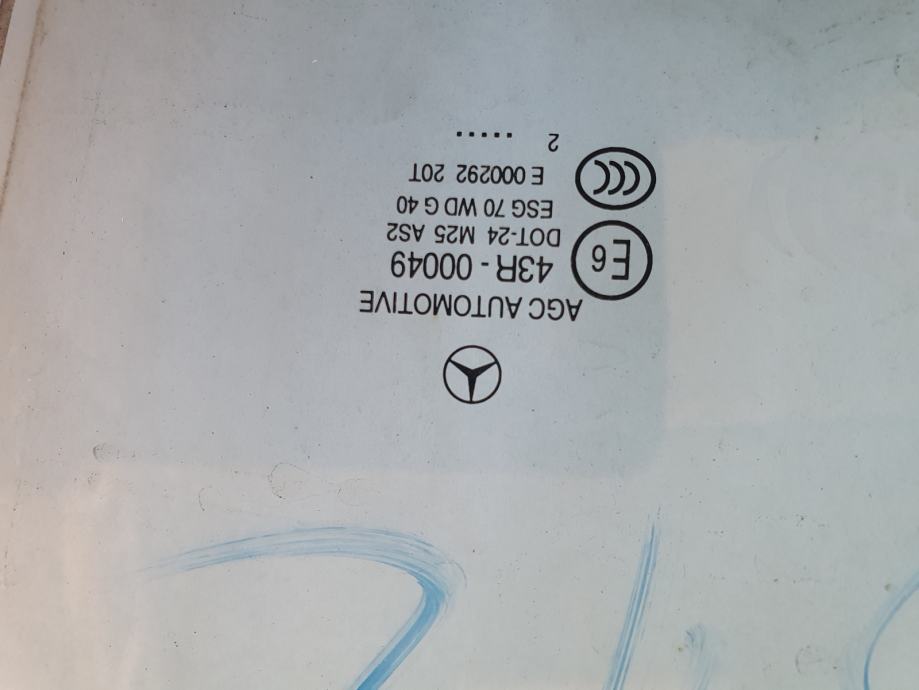 AGC AUTOMOTIVE
E6 43R - 00049
DOT-24 M25 AS2
ESG 70 WD G 40
CCC E 000292 20T
2 .....